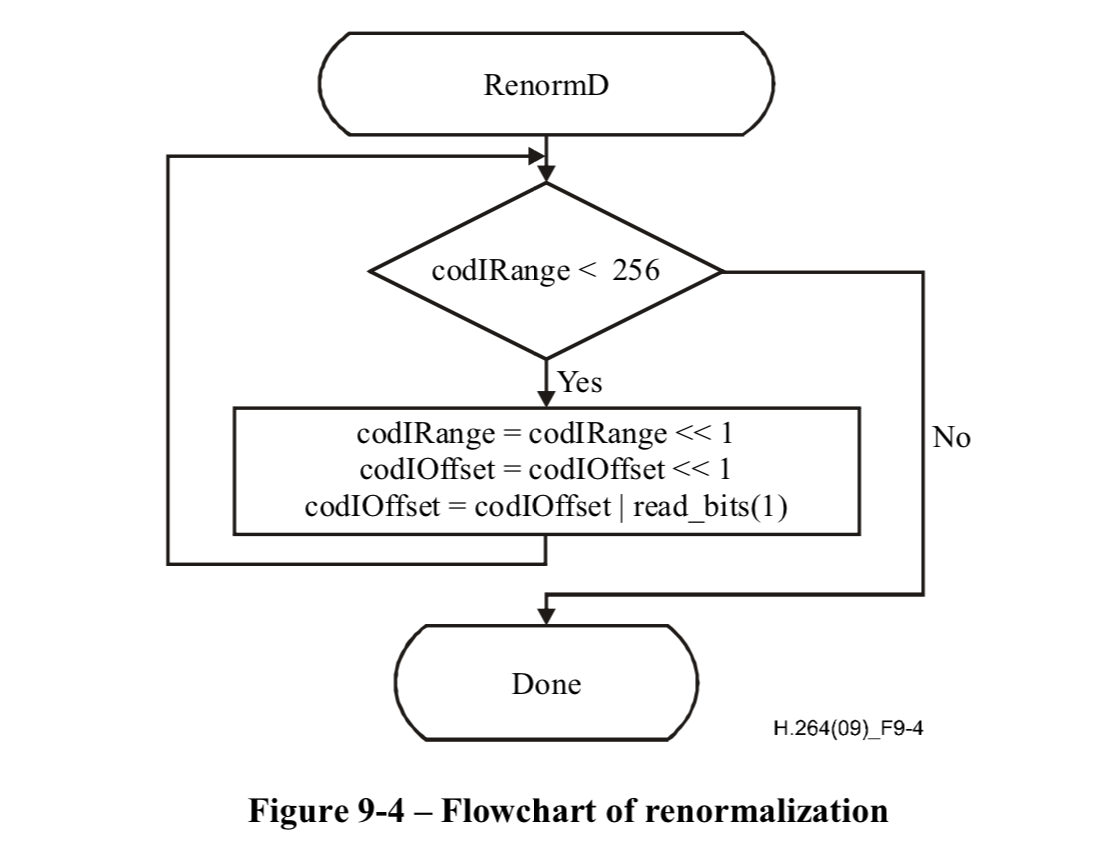 RenormD
codIRange < 256
Yes
codIRange = codIRange << 1
codIOffset = codIOffset << 1
codIOffset = codIOffset | read_bits(1)
No
Done
H.264(09)_F9-4
Figure 9-4 – Flowchart of renormalization